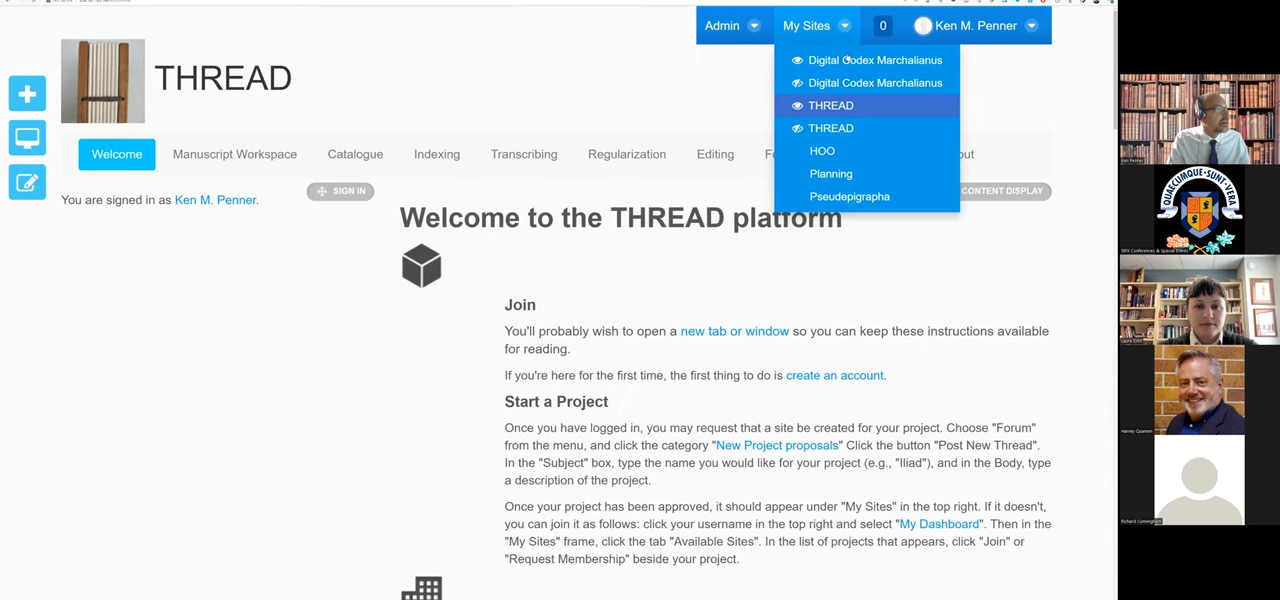 Admin
My Sites
0
Ken M. Penner
THREAD
Digital Codex Marchalianus
Digital Codex Marchalianus
THREAD
THREAD
HOO
Planning
Pseudepigrapha
Welcome
Manuscript Workspace
Catalogue
Indexing
Transcribing
Regularization
Editing
You are signed in as Ken M. Penner.
SIGN IN
CONTENT DISPLAY
Welcome to the THREAD platform
Join
You'll probably wish to open a new tab or window so you can keep these instructions available
for reading.
If you're here for the first time, the first thing to do is create an account.
Start a Project
Once you have logged in, you may request that a site be created for your project. Choose "Forum"
from the menu, and click the category "New Project proposals" Click the button "Post New Thread".
In the "Subject" box, type the name you would like for your project (e.g., "Iliad"), and in the Body, type
a description of the project.
Once your project has been approved, it should appear under "My Sites" in the top right. If it doesn't,
you can join it as follows: click your username in the top right and select "My Dashboard". Then in the
"My Sites" frame, click the tab "Available Sites". In the list of projects that appears, click "Join" or
"Request Membership" beside your project.
Ken Penner
QUAECUMQUE·SUNT·VERA
StFX Conferences & Special Events
Harvey Quamen
Richard Cunningham